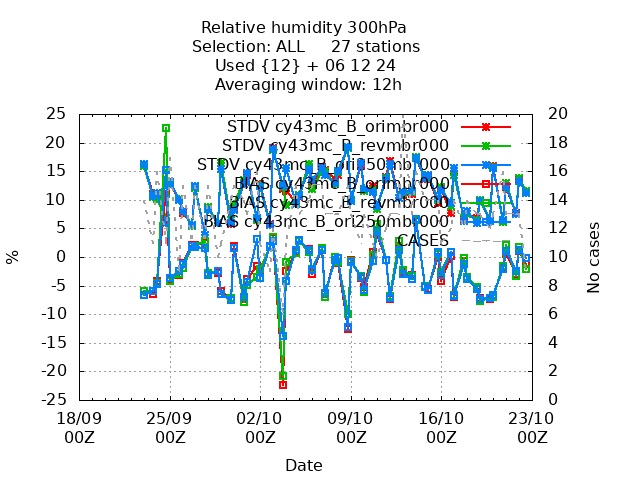 Relative humidity 300hPa
Selection: ALL 27 stations
Used {12} + 06 12 24
Averaging window: 12h
25 20
STDV cy43mc_B_orimbr000
20 18
STDV cy43mc_B_revmbr000
15 16
STDV cy43mc_B_ori250mbr000
10 14
BIAS cy43mc_B_orimbr000
BIAS cy43mc_B_revmbr000
5 12
BIAS cy43mc_B_ori250mbr000
CASES
0 10
% No cases
-5 8
-10 6
-15 4
-20 2
-25 0
18/09 25/09 02/10 09/10 16/10 23/10
00Z 00Z 00Z 00Z 00Z 00Z
Date